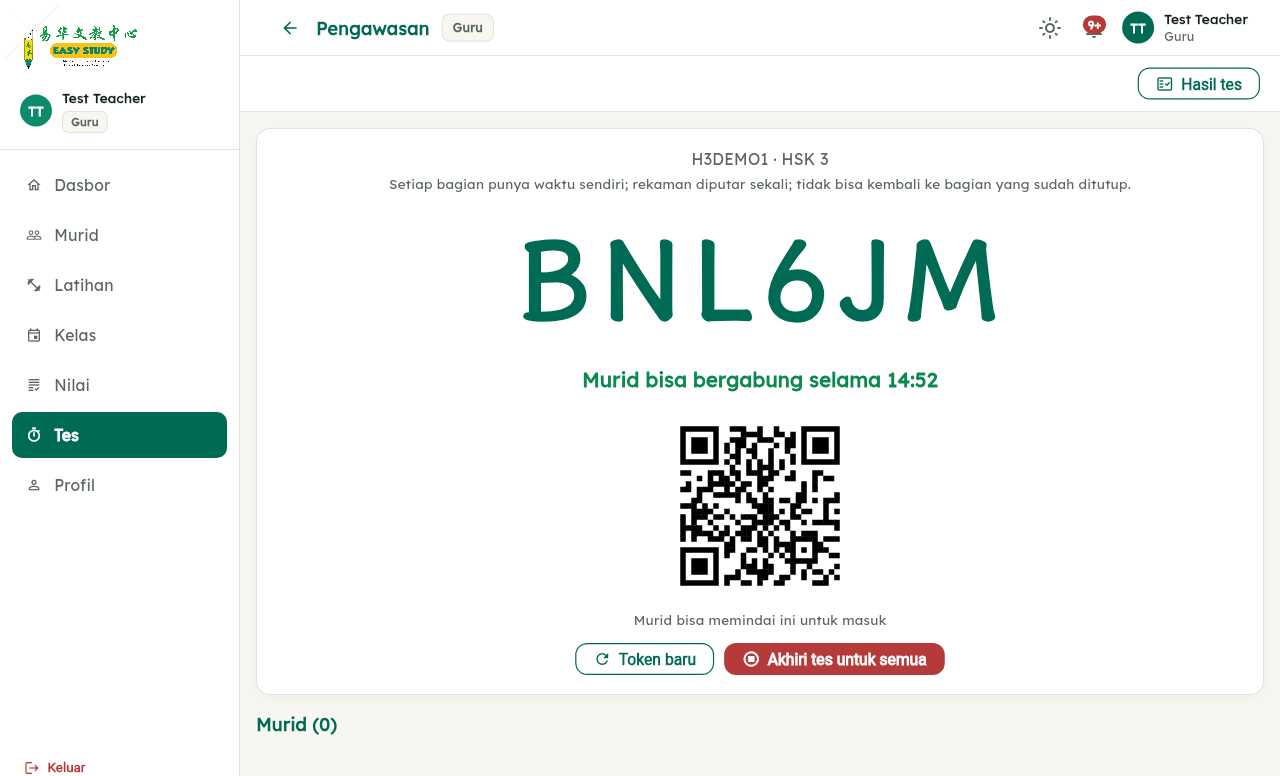 易华文教中心
EASY STUDY
Test Teacher
Guru
TT
Dasbor
Murid
Latihan
Kelas
Nilai
Tes
Profil
Keluar
Pengawasan
Guru
9+
TT
Test Teacher
Guru
Hasil tes
H3DEMO1 · HSK 3
Setiap bagian punya waktu sendiri; rekaman diputar sekali; tidak bisa kembali ke bagian yang sudah ditutup.
BNL6JM
Murid bisa bergabung selama 14:52
Murid bisa memindai ini untuk masuk
Token baru
Akhiri tes untuk semua
Murid (0)